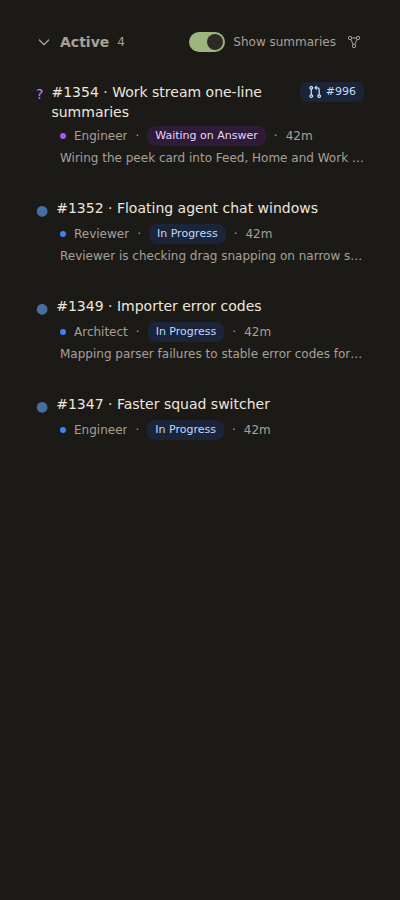 Active 4 Show summaries
? #1354 · Work stream one-line #996
summaries
Engineer · Waiting on Answer · 42m
Wiring the peek card into Feed, Home and Work ...
#1352 · Floating agent chat windows
Reviewer · In Progress · 42m
Reviewer is checking drag snapping on narrow s...
#1349 · Importer error codes
Architect · In Progress · 42m
Mapping parser failures to stable error codes for...
#1347 · Faster squad switcher
Engineer · In Progress · 42m